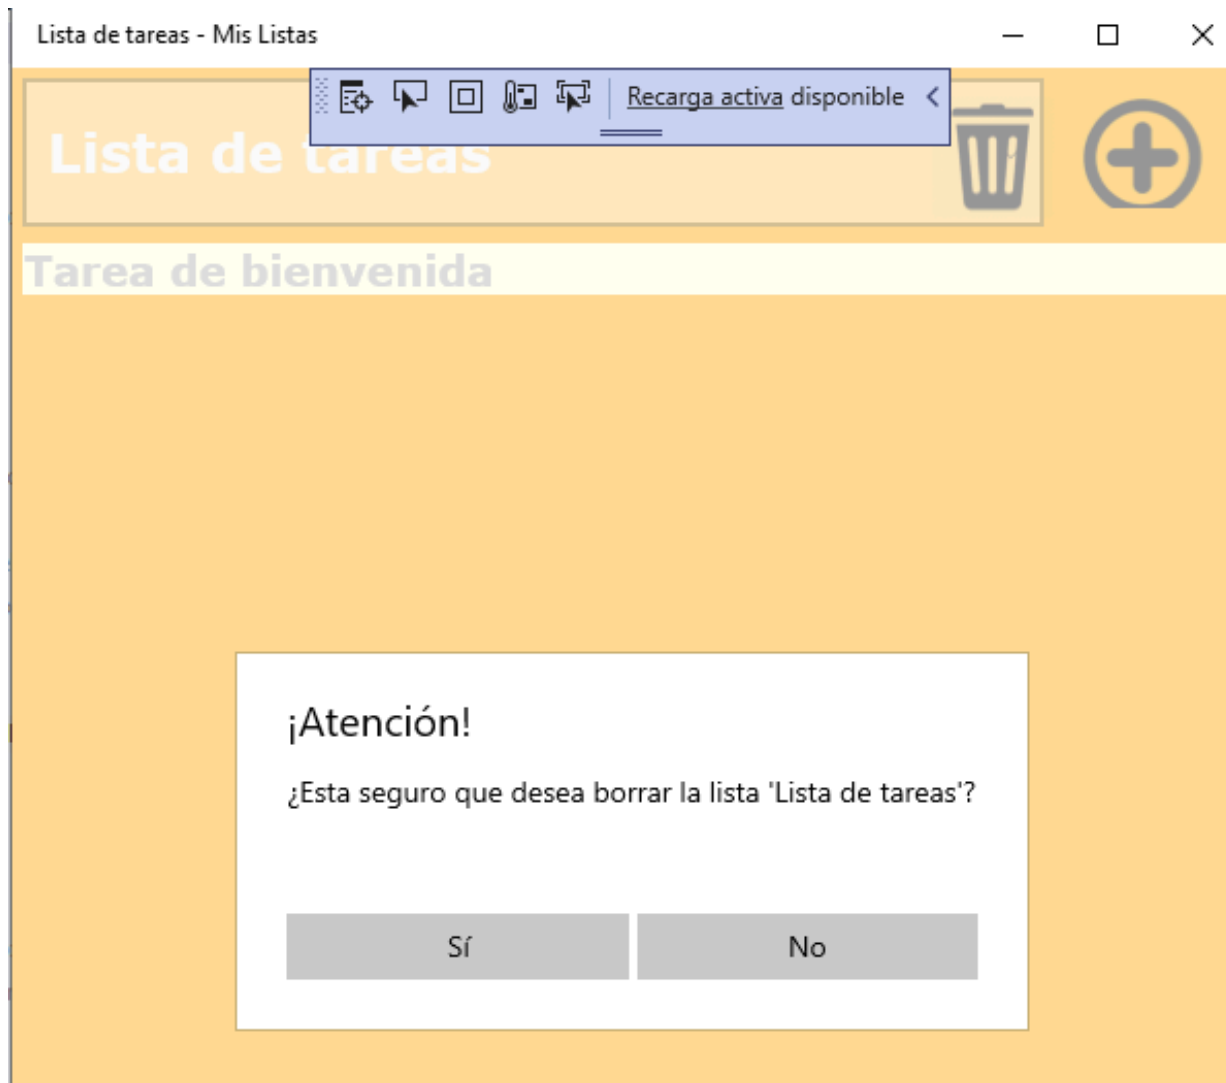 Lista de tareas - Mis Listas
Recarga activa disponible
Lista de tareas
Tarea de bienvenida
¡Atención!
¿Esta seguro que desea borrar la lista 'Lista de tareas'?
Sí
No